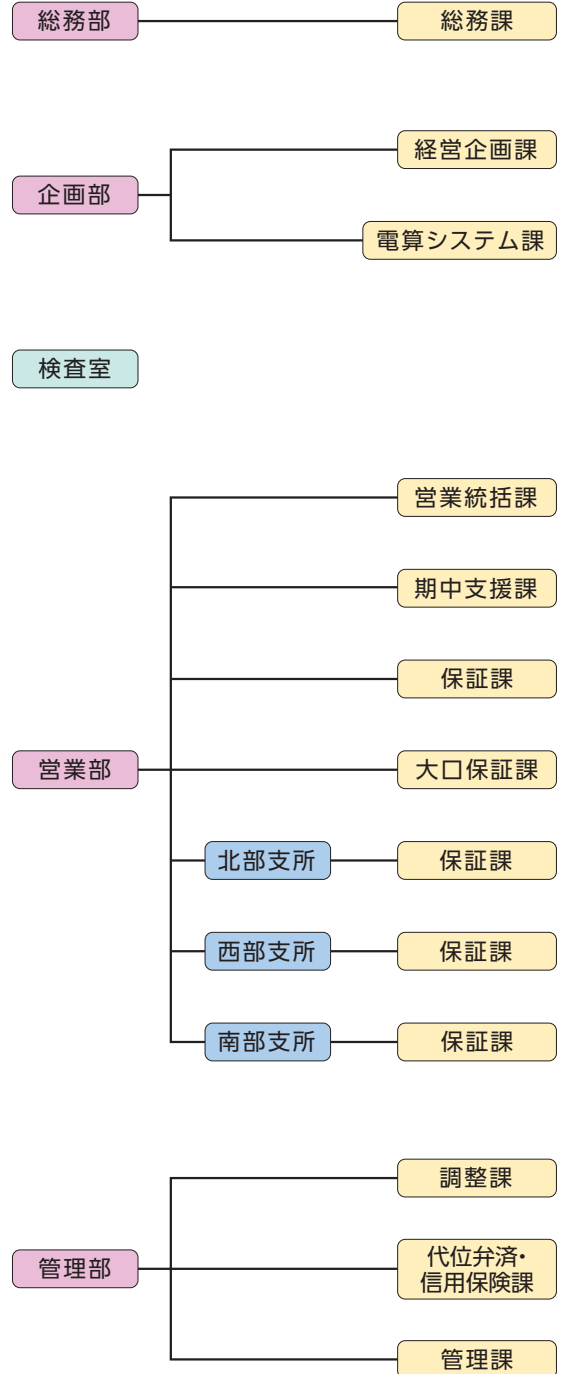 総務部
総務課
企画部
経営企画課
電算システム課
検査室
営業部
営業統括課
期中支援課
保証課
大口保証課
北部支所
保証課
西部支所
保証課
南部支所
保証課
管理部
調整課
代位弁済・
信用保険課
管理課